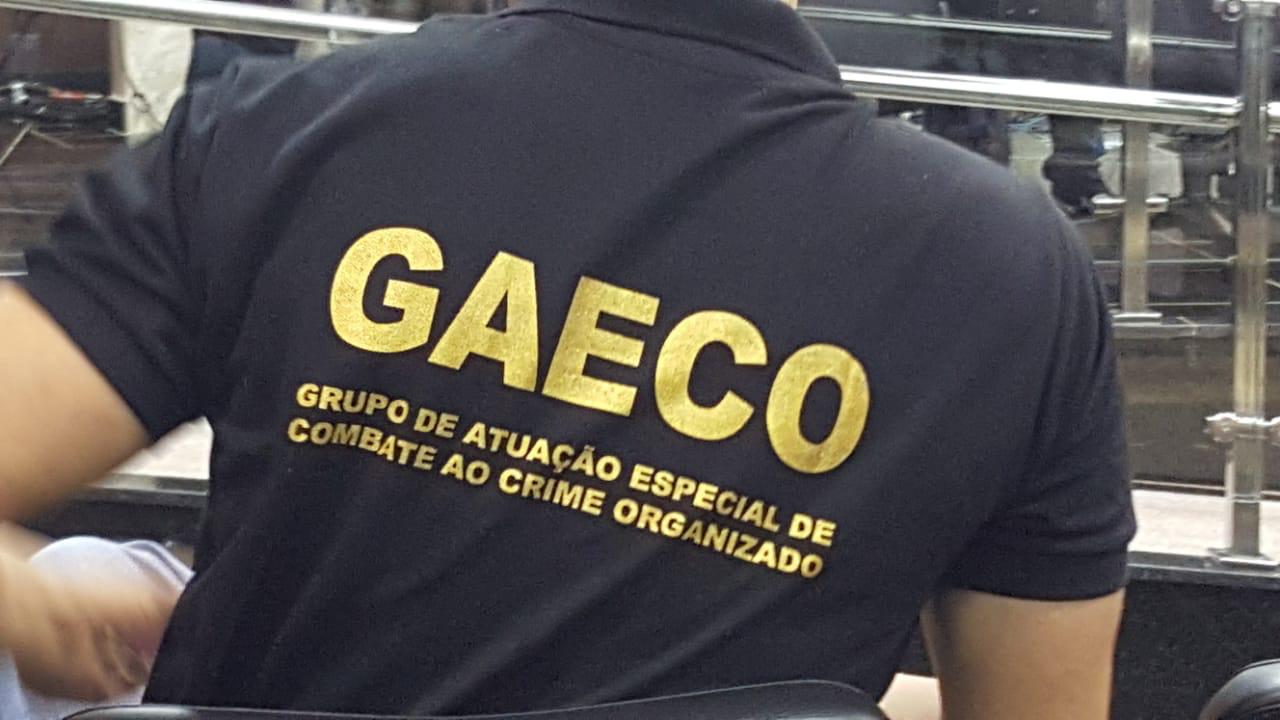 GAECO
GRUPO DE ATUAÇÃO ESPECIAL DE
COMBATE AO CRIME ORGANIZADO